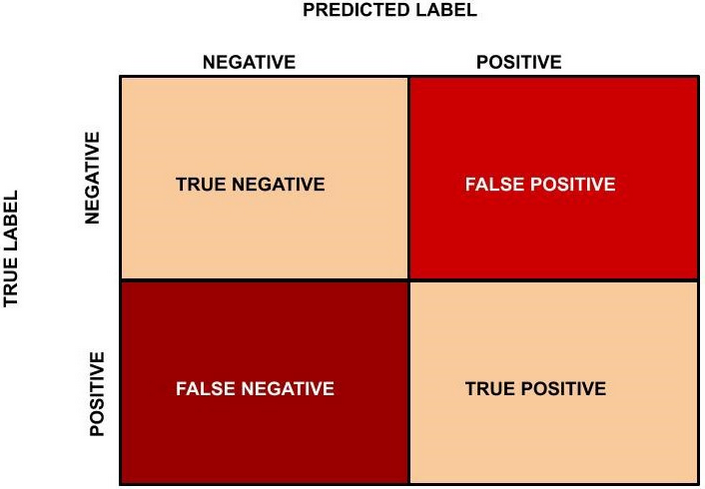 PREDICTED LABEL
NEGATIVE
POSITIVE
TRUE LABEL
NEGATIVE
TRUE NEGATIVE
FALSE POSITIVE
POSITIVE
FALSE NEGATIVE
TRUE POSITIVE